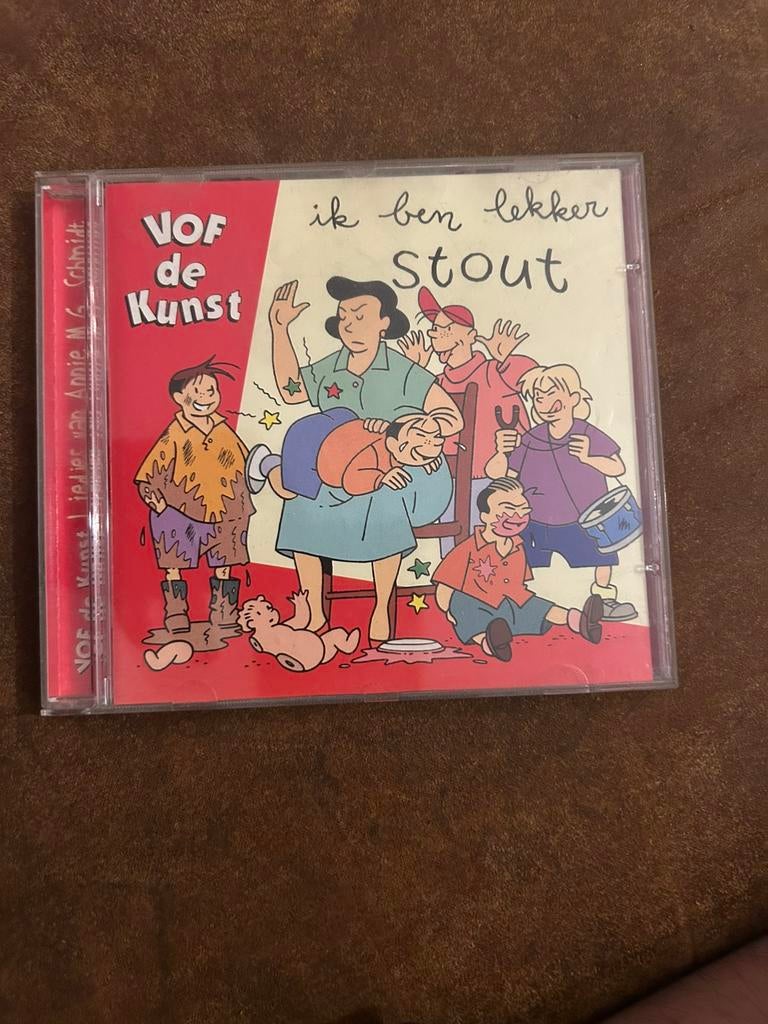 VOF
de
Kunst
ik ben lekker
stout
VOF de Kunst Liedjes van Annie M.G. Schmidt